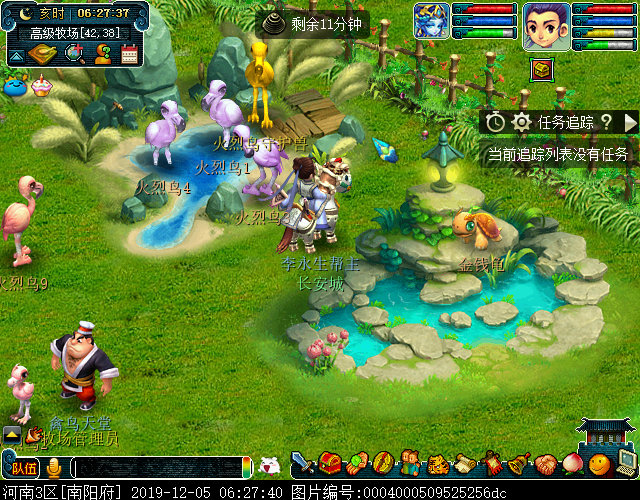 亥时 06:27:37
剩余11分钟
高级牧场[42,38]
任务追踪 ?
当前追踪列表没有任务
火烈鸟守护兽
火烈鸟1
火烈鸟4
火烈鸟
李永生帮主
长安城
金钱龟
火烈鸟9
禽鸟天堂
牧场管理员
队伍
河南3区[南阳府] 2019-12-05 06:27:40 图片编号:0004000509525256dc